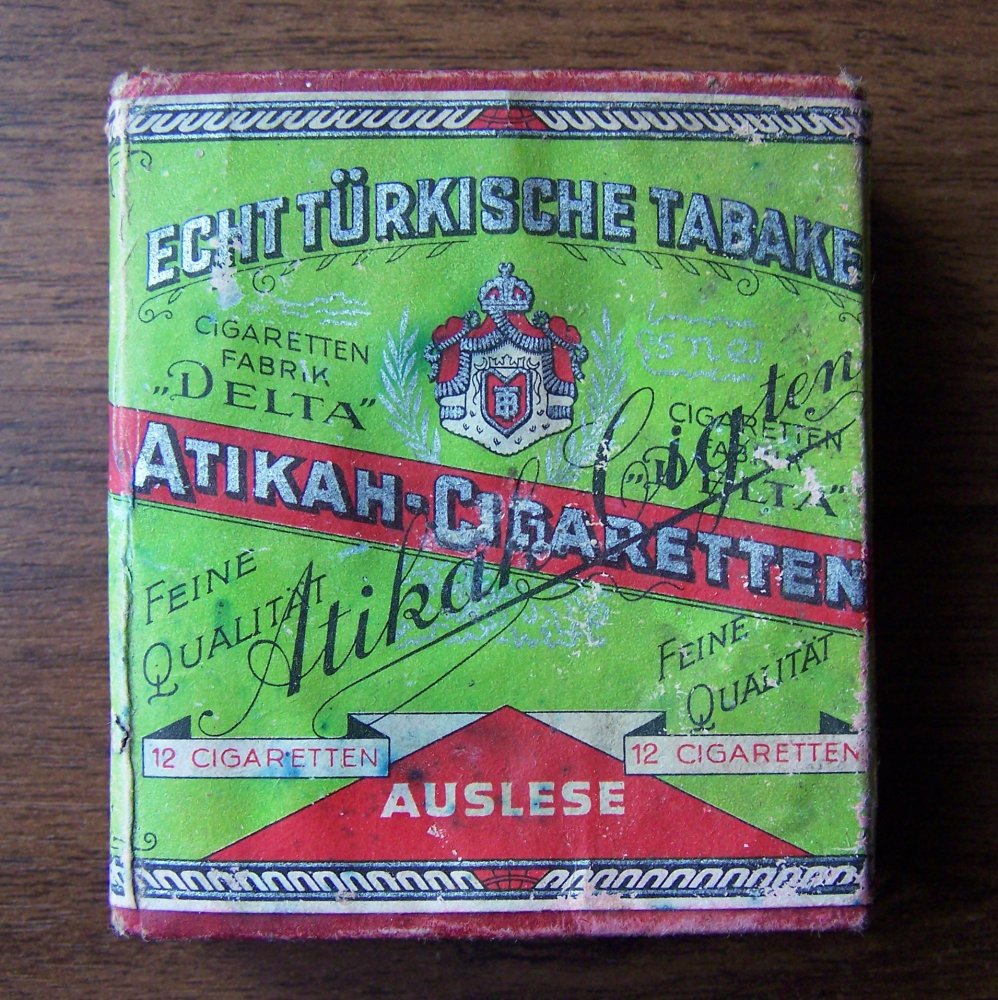 ECHT TÜRKISCHE TABAKE
CIGARETTEN
FABRIK
„DELTA“
CIGARETTEN
FABRIK
„DELTA“
ATIKAH-CIGARETTEN
Atikah Cigten
FEINE
QUALITÄT
FEINE
QUALITÄT
12 CIGARETTEN
12 CIGARETTEN
AUSLESE